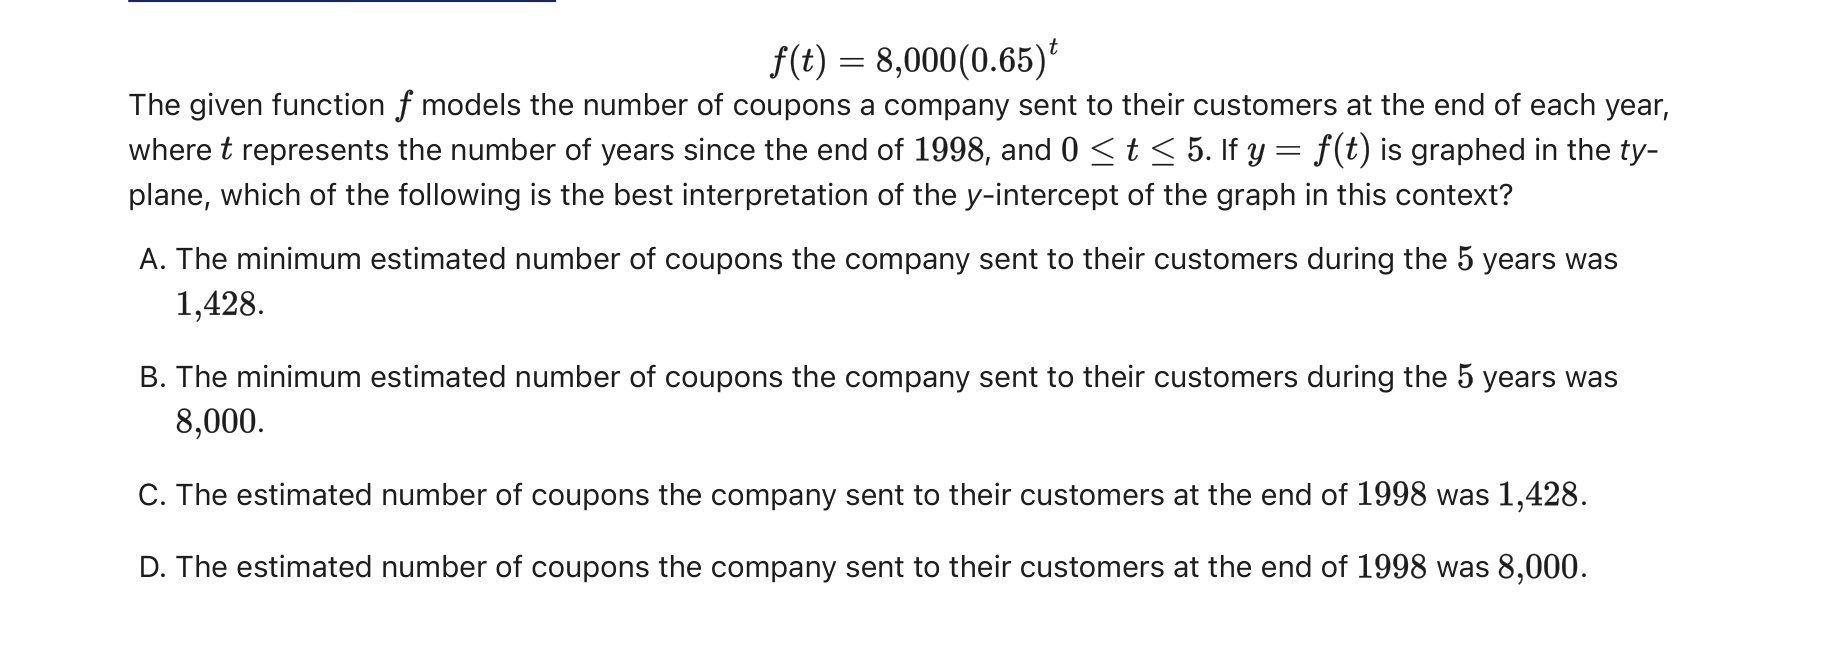 f(t) = 8,000(0.65)^t
The given function f models the number of coupons a company sent to their customers at the end of each year,
where t represents the number of years since the end of 1998, and 0 ≤ t ≤ 5. If y = f(t) is graphed in the ty-
plane, which of the following is the best interpretation of the y-intercept of the graph in this context?
A. The minimum estimated number of coupons the company sent to their customers during the 5 years was
1,428.
B. The minimum estimated number of coupons the company sent to their customers during the 5 years was
8,000.
C. The estimated number of coupons the company sent to their customers at the end of 1998 was 1,428.
D. The estimated number of coupons the company sent to their customers at the end of 1998 was 8,000.